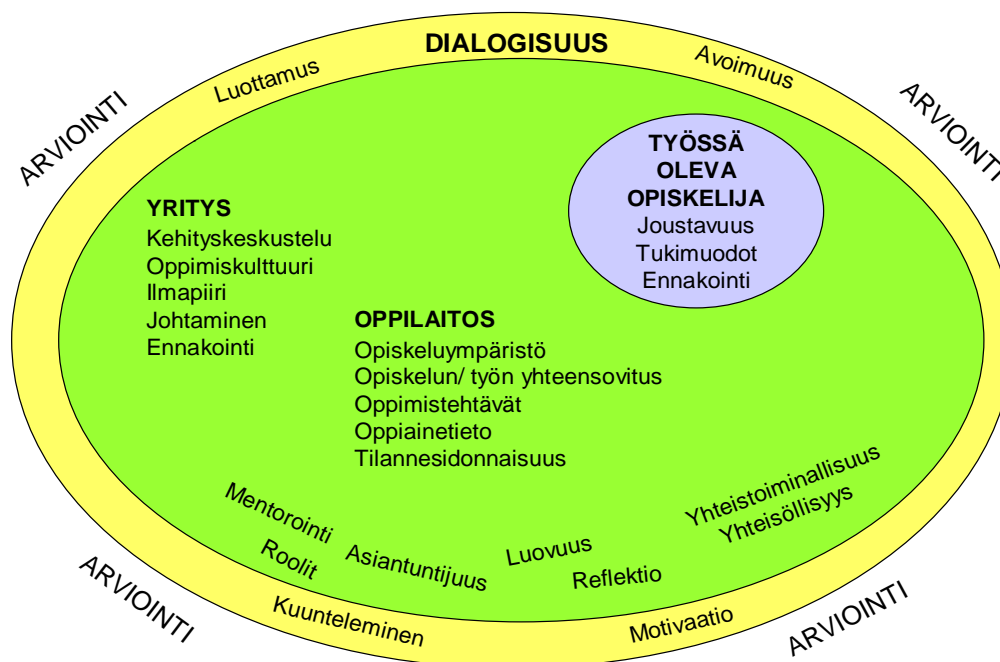 DIALOGISUUS
Luottamus
Avoimuus
ARVIOINTI
ARVIOINTI
TYÖSSÄ
OLEVA
OPISKELIJA
Joustavuus
Tukimuodot
Ennakointi
YRITYS
Kehityskeskustelu
Oppimiskulttuuri
Ilmapiiri
Johtaminen
Ennakointi
OPPILAITOS
Opiskeluympäristö
Opiskelun/ työn yhteensovitus
Oppimistehtävät
Oppiainetieto
Tilannesidonnaisuus
Mentorointi
Roolit
Asiantuntijuus
Luovuus
Reflektio
Yhteistoiminnallisuus
Yhteisöllisyys
ARVIOINTI
Kuunteleminen
Motivaatio
ARVIOINTI